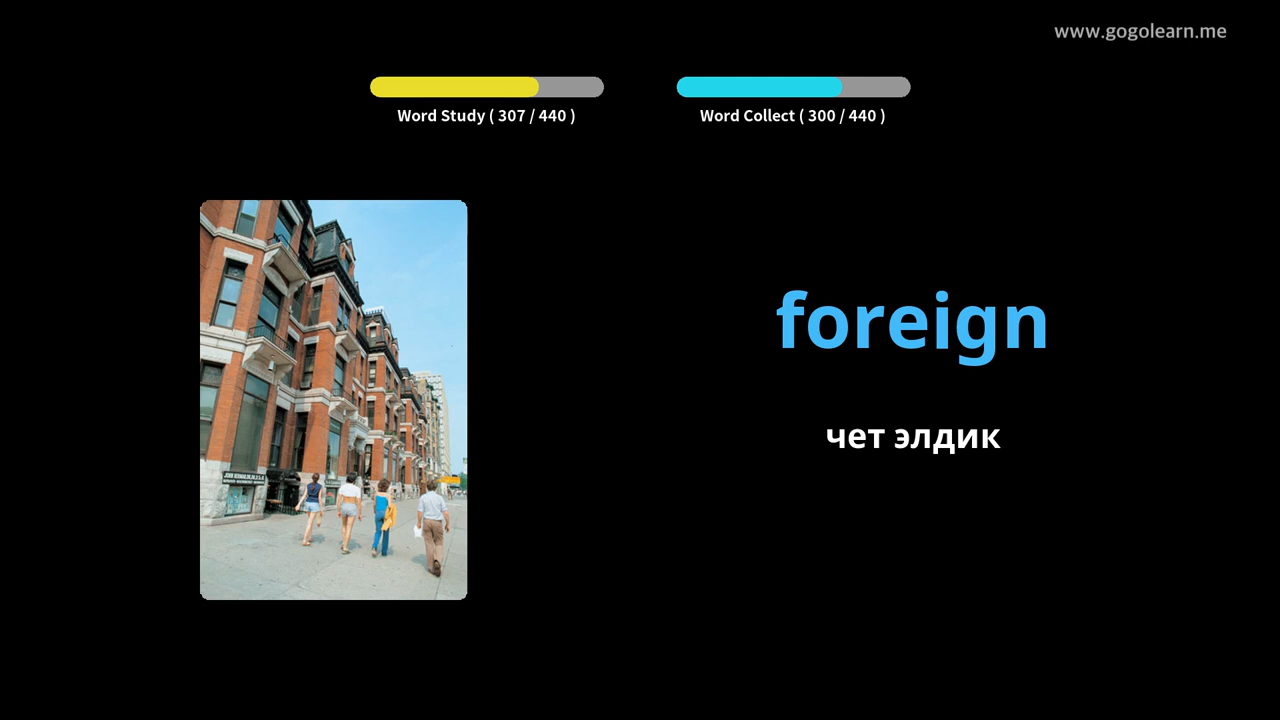 www.gogolearn.me
Word Study ( 307 / 440 )
Word Collect ( 300 / 440 )
foreign
чет элдик